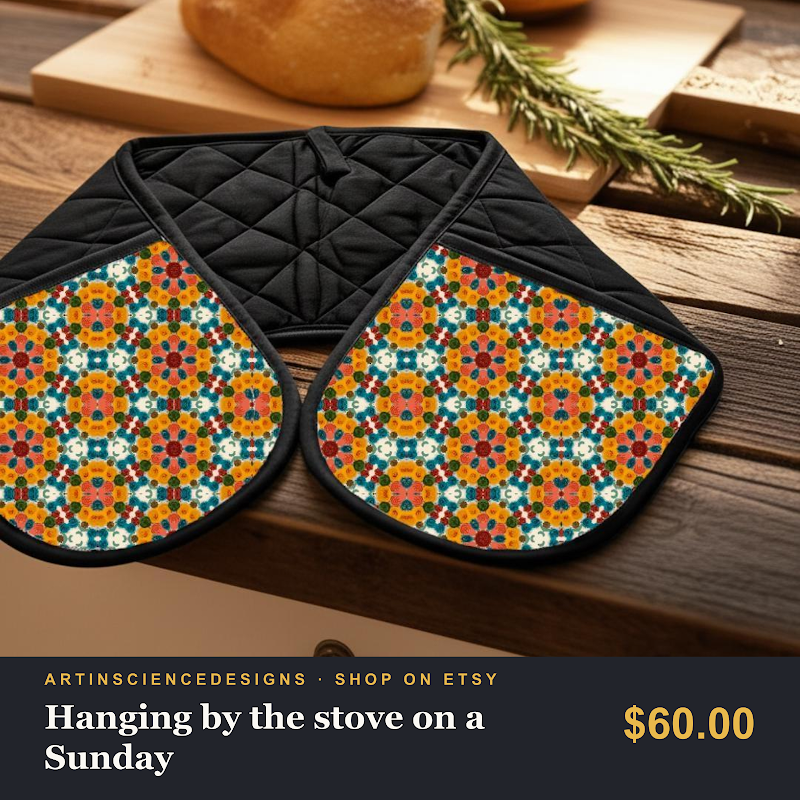 ARTINSCIENCEDESIGNS · SHOP ON ETSY
Hanging by the stove on a
Sunday
$60.00